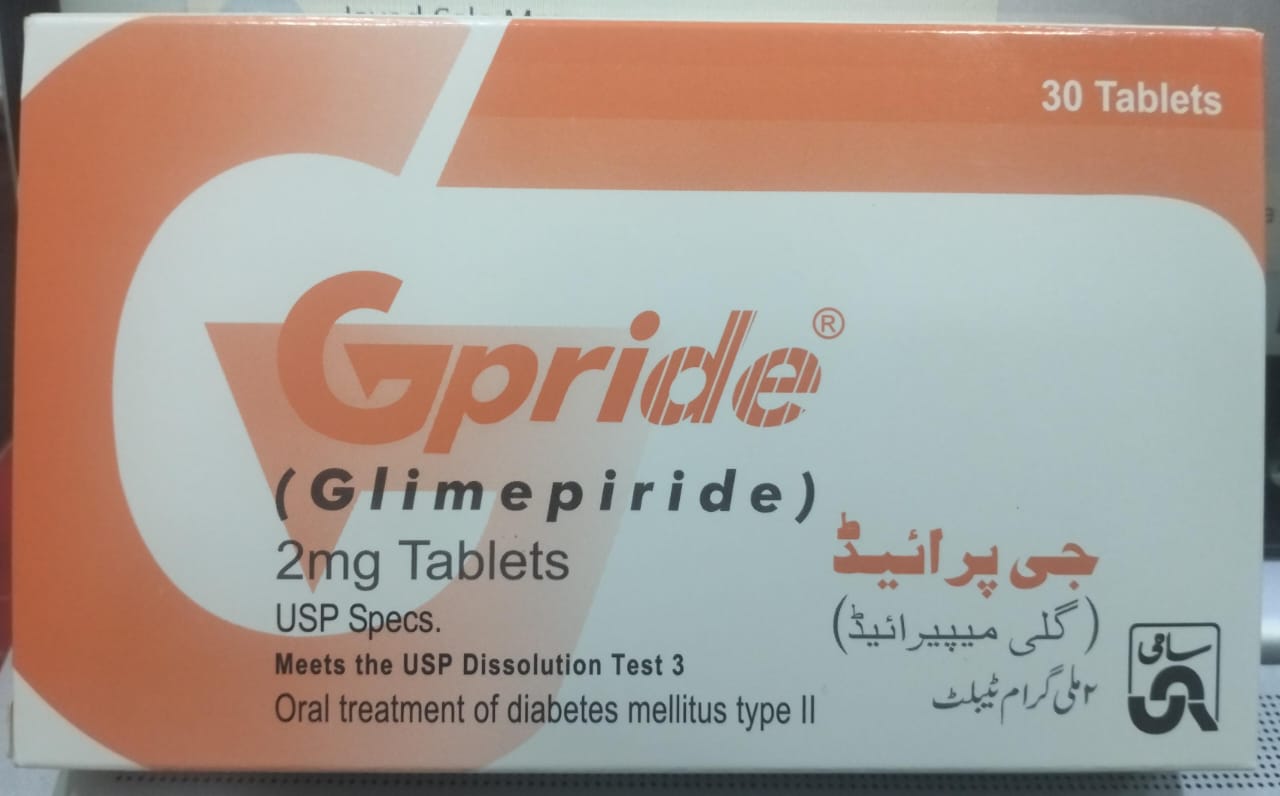 30 Tablets
Gpride®
(Glimepiride)
2mg Tablets
USP Specs.
Meets the USP Dissolution Test 3
Oral treatment of diabetes mellitus type II
جی پرائیڈ
(گلی میپیرائیڈ)
۲ ملی گرام ٹیبلٹ
سامی